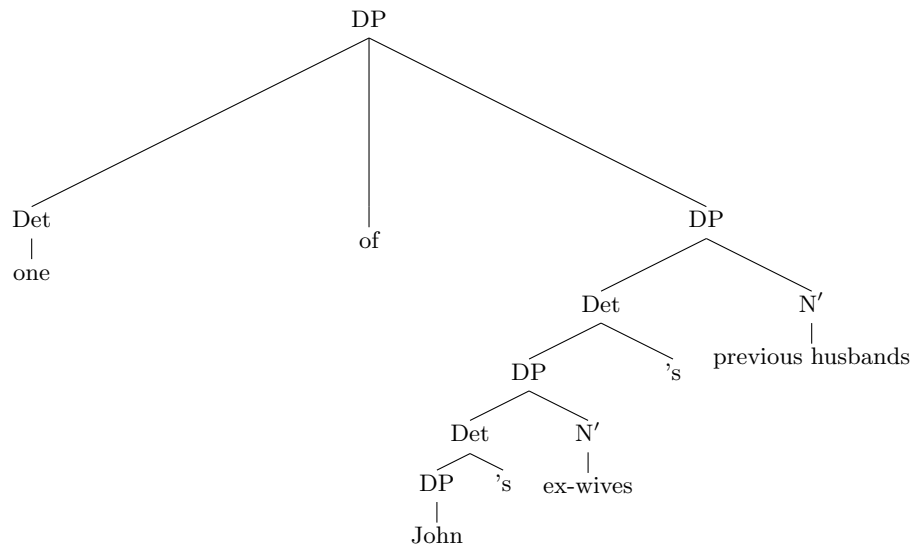 DP
Det
of
DP
one
Det
N′
DP
's
previous husbands
Det
N′
DP
's
ex-wives
John